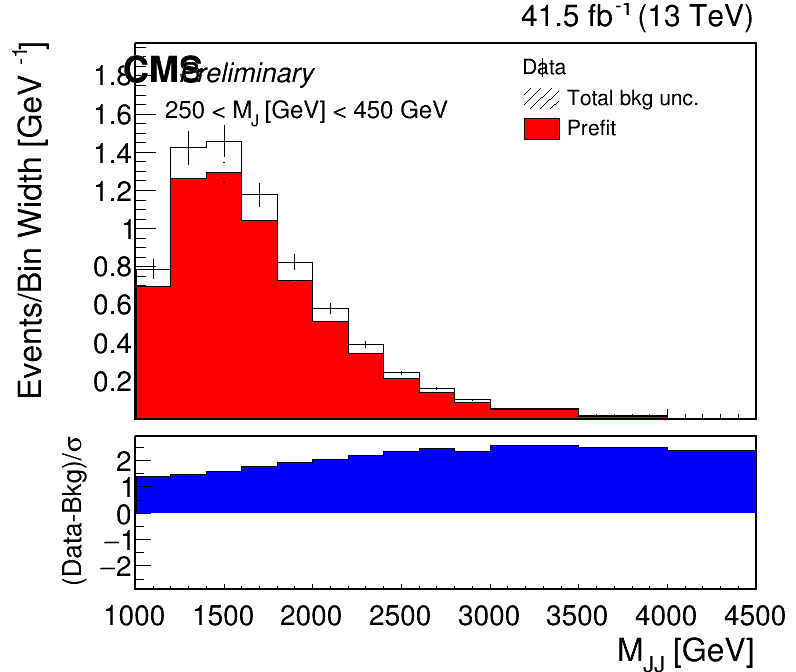 41.5 fb⁻¹ (13 TeV)
CMS Preliminary
250 < M_J [GeV] < 450 GeV
Data
Total bkg unc.
Prefit
Events/Bin Width [GeV⁻¹]
1.8
1.6
1.4
1.2
1
0.8
0.6
0.4
0.2
(Data-Bkg)/σ
2
1
0
−1
−2
1000 1500 2000 2500 3000 3500 4000 4500
M_JJ [GeV]